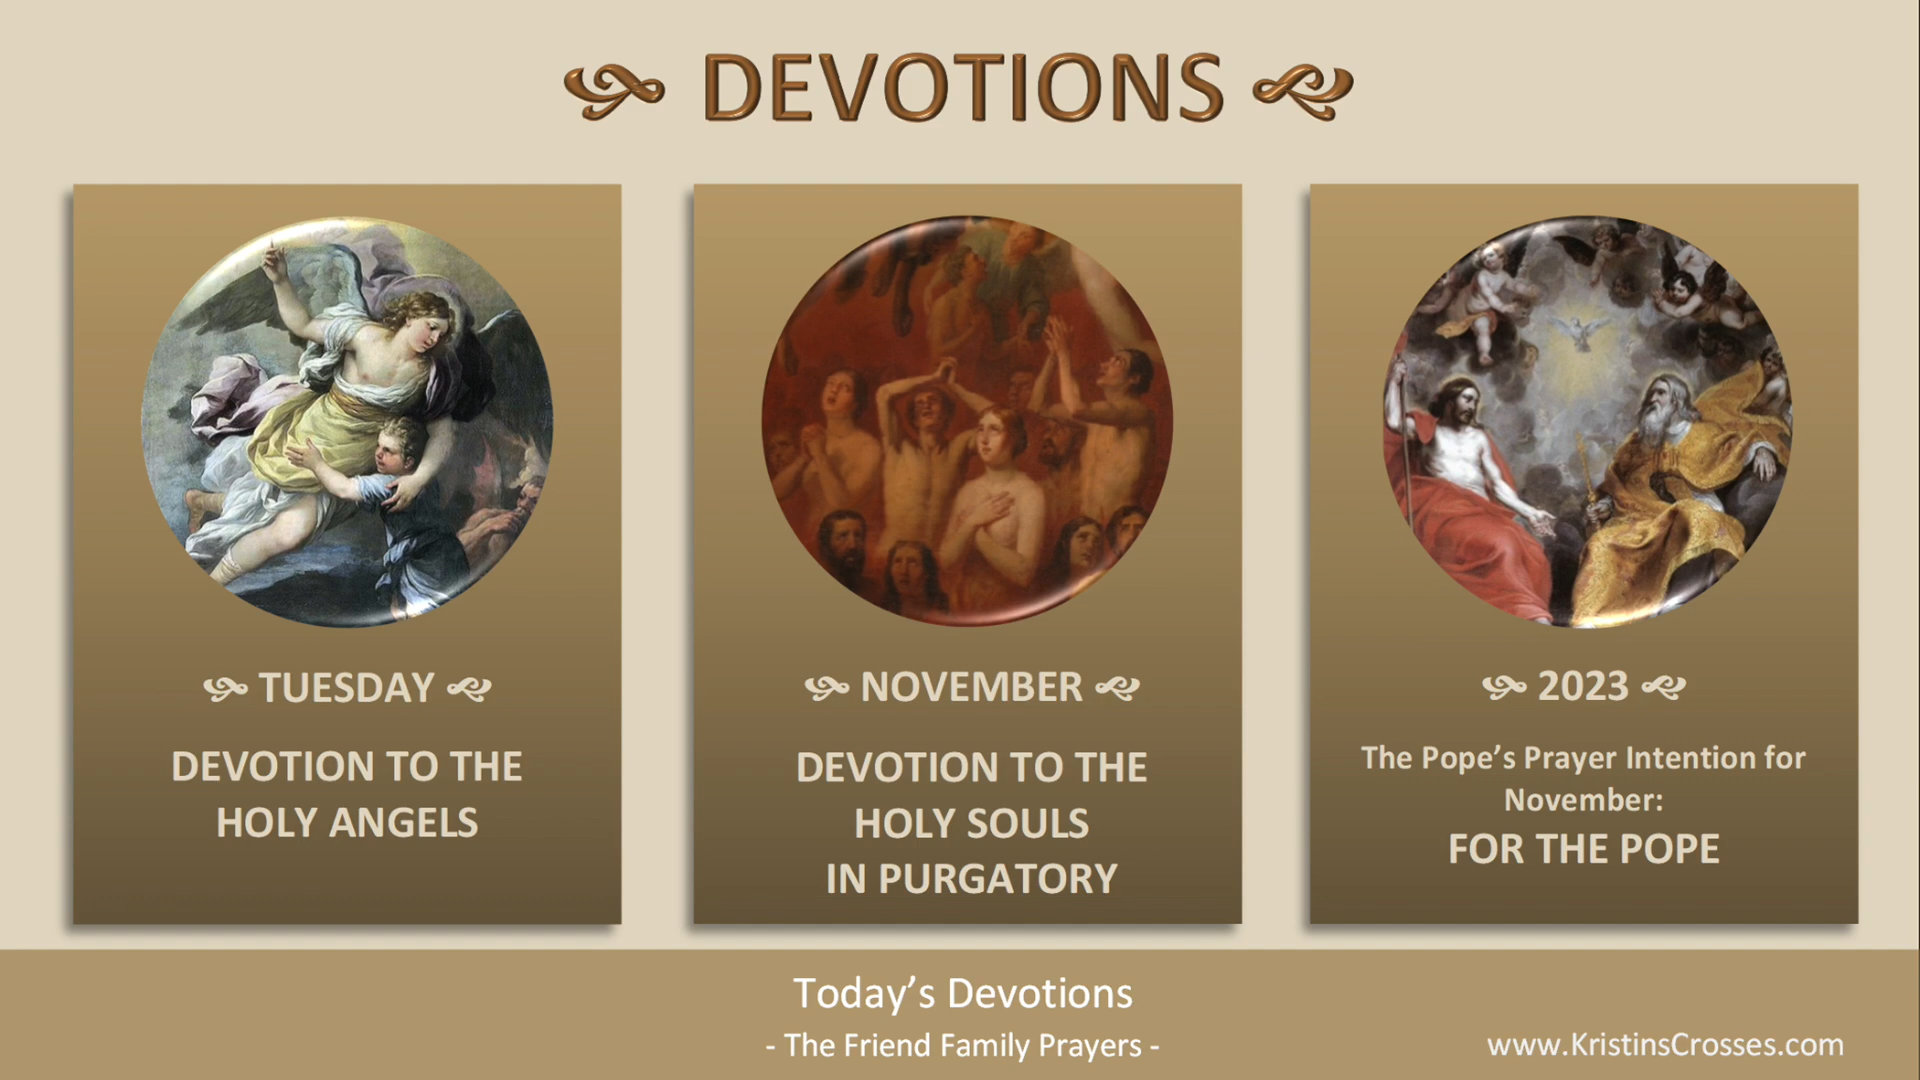 DEVOTIONS
TUESDAY
DEVOTION TO THE
HOLY ANGELS
NOVEMBER
DEVOTION TO THE
HOLY SOULS
IN PURGATORY
2023
The Pope’s Prayer Intention for
November:
FOR THE POPE
Today’s Devotions
- The Friend Family Prayers -
www.KristinsCrosses.com